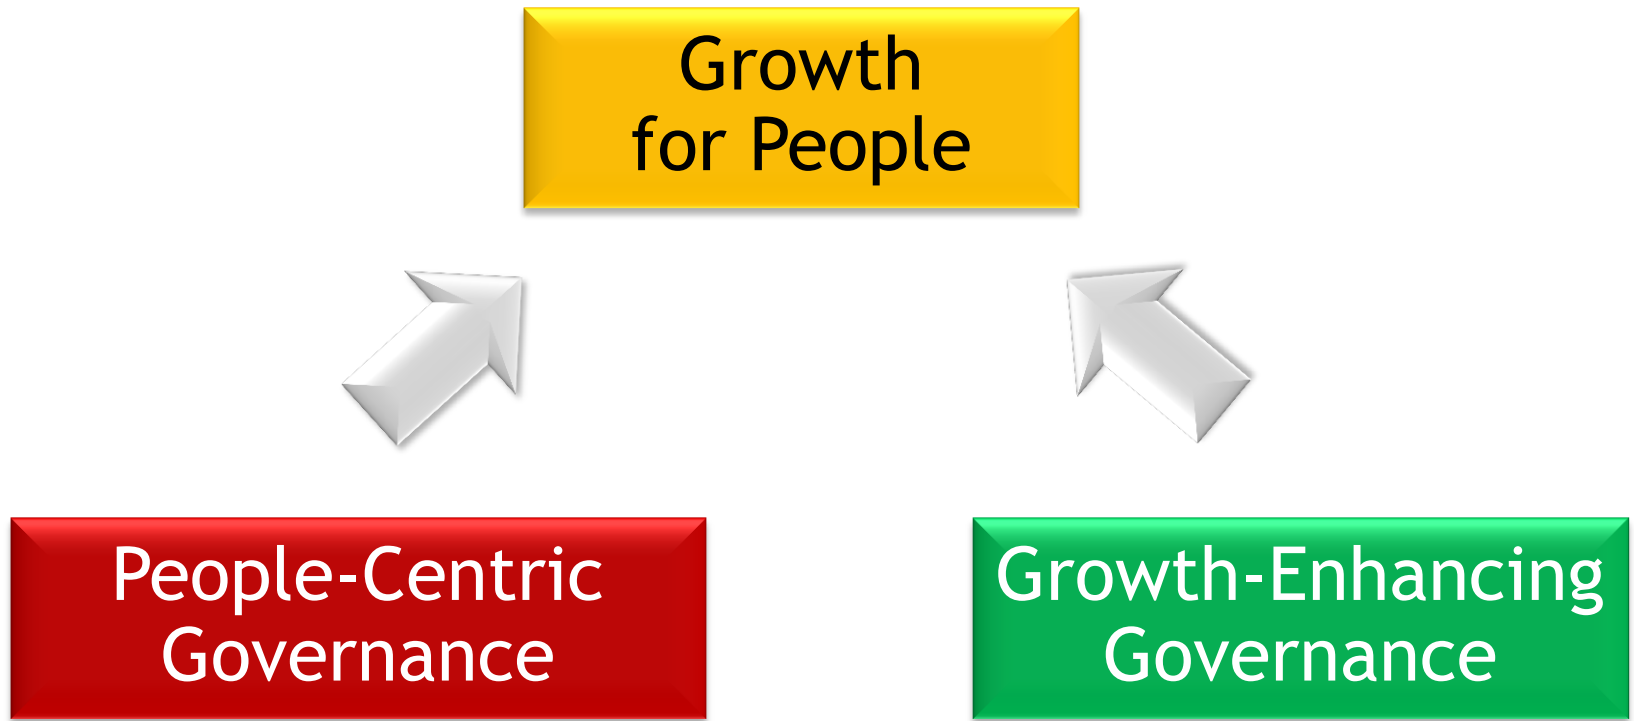 Growth
for People
People-Centric
Governance
Growth-Enhancing
Governance